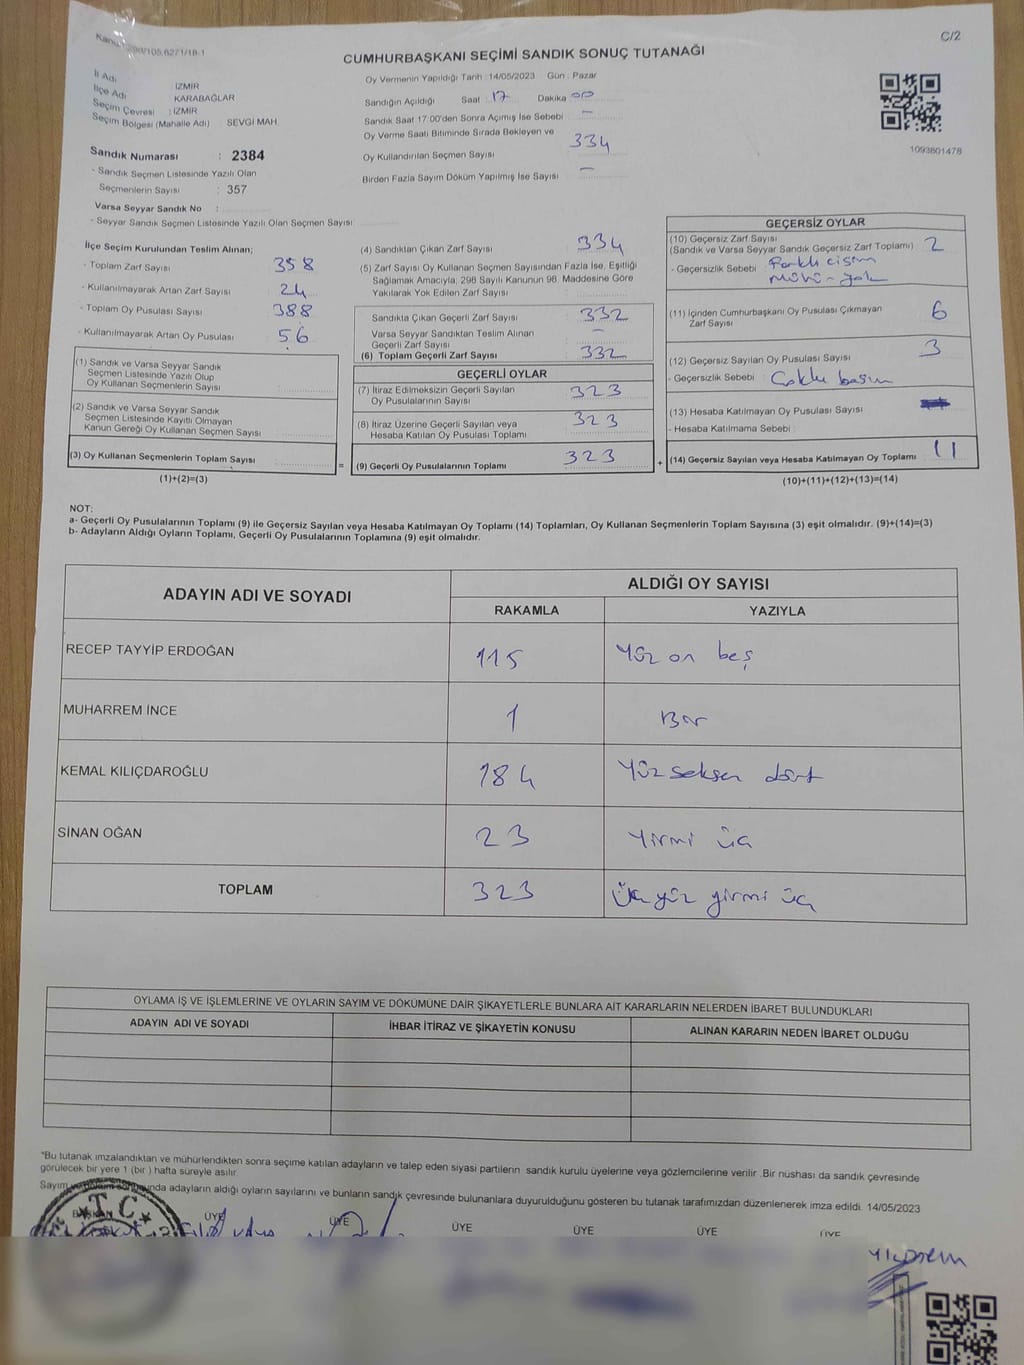 C/2
CUMHURBAŞKANI SEÇİMİ SANDIK SONUÇ TUTANAĞI
İl Adı : İZMİR
İlçe Adı : KARABAĞLAR
Seçim Çevresi : İZMİR
Seçim Bölgesi (Mahalle Adı) : SEVGİ MAH.
Sandık Numarası : 2384
- Sandık Seçmen Listesinde Yazılı Olan
Seçmenlerin Sayısı : 357
Varsa Seyyar Sandık No :
- Seyyar Sandık Seçmen Listesinde Yazılı Olan Seçmen Sayısı:
Oy Vermenin Yapıldığı Tarih : 14/05/2023 Gün : Pazar
Sandığın Açıldığı Saat : 17 Dakika : 00
Sandık Saat 17:00'den Sonra Açımış İse Sebebi : —
Oy Verme Saati Bitiminde Sırada Bekleyen ve
Oy Kullandırılan Seçmen Sayısı 334
Birden Fazla Sayım Döküm Yapılmış İse Sayısı : —
1093801478
İlçe Seçim Kurulundan Teslim Alınan;
- Toplam Zarf Sayısı : 358
- Kullanılmayarak Artan Zarf Sayısı : 24
- Toplam Oy Pusulası Sayısı : 388
- Kullanılmayarak Artan Oy Pusulası : 56
(1) Sandık ve Varsa Seyyar Sandık
Seçmen Listesinde Yazılı Olup
Oy Kullanan Seçmenlerin Sayısı :
(2) Sandık ve Varsa Seyyar Sandık
Seçmen Listesinde Kayıtlı Olmayan
Kanun Gereği Oy Kullanan Seçmen Sayısı
(3) Oy Kullanan Seçmenlerin Toplam Sayısı
(1)+(2)=(3)
(4) Sandıktan Çıkan Zarf Sayısı : 334
(5) Zarf Sayısı Oy Kullanan Seçmen Sayısından Fazla İse, Eşitliği
Sağlamak Amacıyla; 298 Sayılı Kanunun 98. Maddesine Göre
Yakılarak Yok Edilen Zarf Sayısı :
Sandıkta Çıkan Geçerli Zarf Sayısı : 332
Varsa Seyyar Sandıktan Teslim Alınan
Geçerli Zarf Sayısı : —
(6) Toplam Geçerli Zarf Sayısı : 332
GEÇERLİ OYLAR
(7) İtiraz Edilmeksizin Geçerli Sayılan
Oy Pusulalarının Sayısı : 323
(8) İtiraz Üzerine Geçerli Sayılan veya
Hesaba Katılan Oy Pusulası Toplamı : 323
= (9) Geçerli Oy Pusulalarının Toplamı : 323
GEÇERSİZ OYLAR
(10) Geçersiz Zarf Sayısı
(Sandık ve Varsa Seyyar Sandık Geçersiz Zarf Toplamı) : 2
- Geçersizlik Sebebi : Farklı cisim
mühür yok
(11) İçinden Cumhurbaşkanı Oy Pusulası Çıkmayan
Zarf Sayısı : 6
(12) Geçersiz Sayılan Oy Pusulası Sayısı : 3
- Geçersizlik Sebebi : Çoklu basım
(13) Hesaba Katılmayan Oy Pusulası Sayısı :
- Hesaba Katılmama Sebebi :
+ (14) Geçersiz Sayılan veya Hesaba Katılmayan Oy Toplamı : 11
(10)+(11)+(12)+(13)=(14)
NOT:
a- Geçerli Oy Pusulalarının Toplamı (9) ile Geçersiz Sayılan veya Hesaba Katılmayan Oy Toplamı (14) Toplamları, Oy Kullanan Seçmenlerin Toplam Sayısına (3) eşit olmalıdır. (9)+(14)=(3)
b- Adayların Aldığı Oyların Toplamı, Geçerli Oy Pusulalarının Toplamına (9) eşit olmalıdır.
ADAYIN ADI VE SOYADI ALDIĞI OY SAYISI
RAKAMLA YAZIYLA
RECEP TAYYİP ERDOĞAN 115 Yüz on beş
MUHARREM İNCE 1 Bir
KEMAL KILIÇDAROĞLU 184 Yüz seksen dört
SİNAN OĞAN 23 Yirmi üç
TOPLAM 323 Üç yüz yirmi üç
OYLAMA İŞ VE İŞLEMLERİNE VE OYLARIN SAYIM VE DÖKÜMÜNE DAİR ŞİKAYETLERLE BUNLARA AİT KARARLARIN NELERDEN İBARET BULUNDUKLARI
ADAYIN ADI VE SOYADI İHBAR İTİRAZ VE ŞİKAYETİN KONUSU ALINAN KARARIN NEDEN İBARET OLDUĞU
*Bu tutanak imzalandıktan ve mühürlendikten sonra seçime katılan adayların ve talep eden siyasi partilerin sandık kurulu üyelerine veya gözlemcilerine verilir. Bir nüshası da sandık çevresinde
görülecek bir yere 1 (bir ) hafta süreyle asılır.
adayların aldığı oyların sayılarını ve bunların sandık çevresinde bulunanlara duyurulduğunu gösteren bu tutanak tarafımızdan düzenlenerek imza edildi. 14/05/2023
T.C.
BAŞKAN ÜYE ÜYE ÜYE ÜYE ÜYE ÜYE